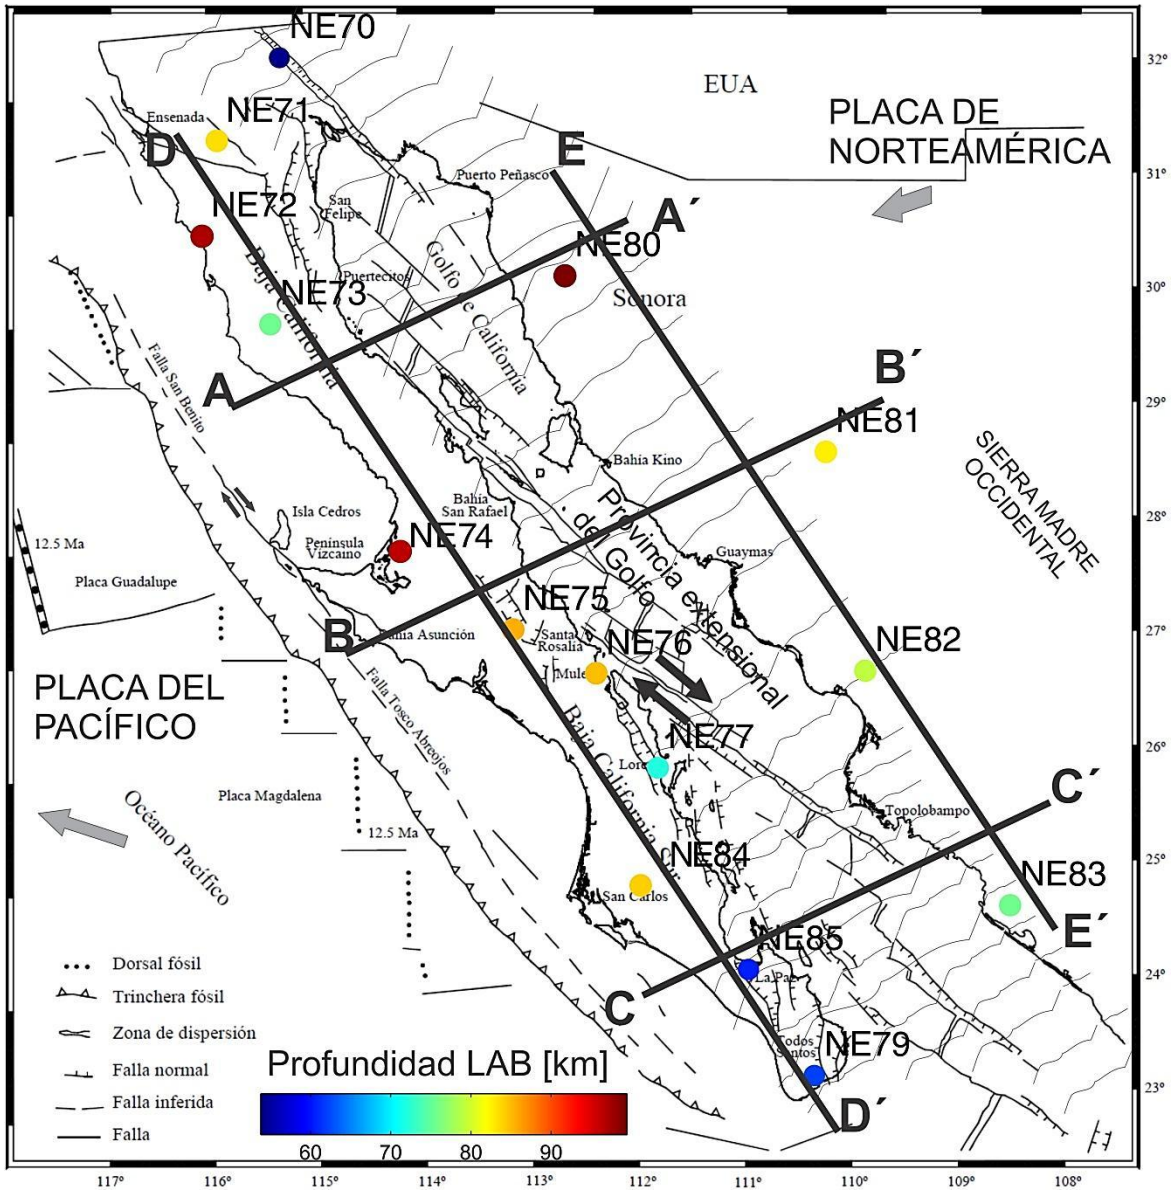 NE70
32°
EUA
NE71
Ensenada
PLACA DE
NORTEAMÉRICA
D´
E
Puerto Peñasco
31°
NE72
San
Felipe
A´
NE80
Baja California
Golfo de California
Puertecitos
Sonora
30°
NE73
Falla San Benito
A
B´
29°
NE81
SIERRA MADRE
OCCIDENTAL
Bahía Kino
Bahía
San Rafael
Provincia extensional
del Golfo
Isla Cedros
28°
12.5 Ma
Península
Vizcaíno
NE74
Guaymas
Placa Guadalupe
NE75
27°
B
Bahía Asunción
Santa
Rosalía
NE76
NE82
Mule
PLACA DEL
PACÍFICO
Falla Tosco Abreojos
NE77
Baja California Sur
26°
Lore
C´
Placa Magdalena
Océano Pacífico
Topolobampo
12.5 Ma
NE84
25°
San Carlos
NE83
E´
NE85
Dorsal fósil
La Paz
24°
Trinchera fósil
C
Zona de dispersión
Todos
Santos
NE79
Profundidad LAB [km]
Falla normal
23°
Falla inferida
D´
Falla
60 70 80 90
117° 116° 115° 114° 113° 112° 111° 110° 109° 108°